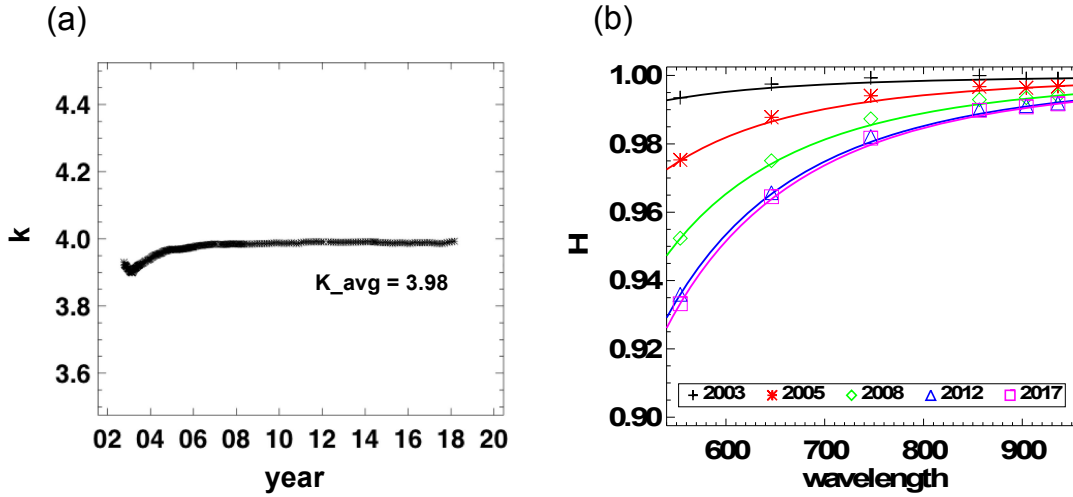 (a)
k
4.4
4.2
4.0
3.8
3.6
K_avg = 3.98
02 04 06 08 10 12 14 16 18 20
year
(b)
H
1.00
0.98
0.96
0.94
0.92
0.90
2003 2005 2008 2012 2017
600 700 800 900
wavelength